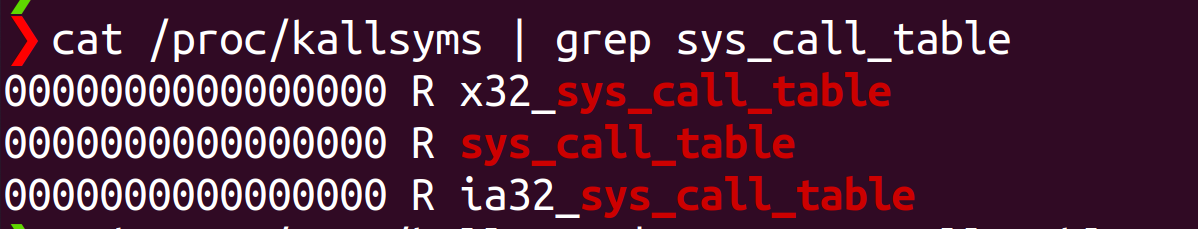 ❯ cat /proc/kallsyms | grep sys_call_table
0000000000000000 R x32_sys_call_table
0000000000000000 R sys_call_table
0000000000000000 R ia32_sys_call_table